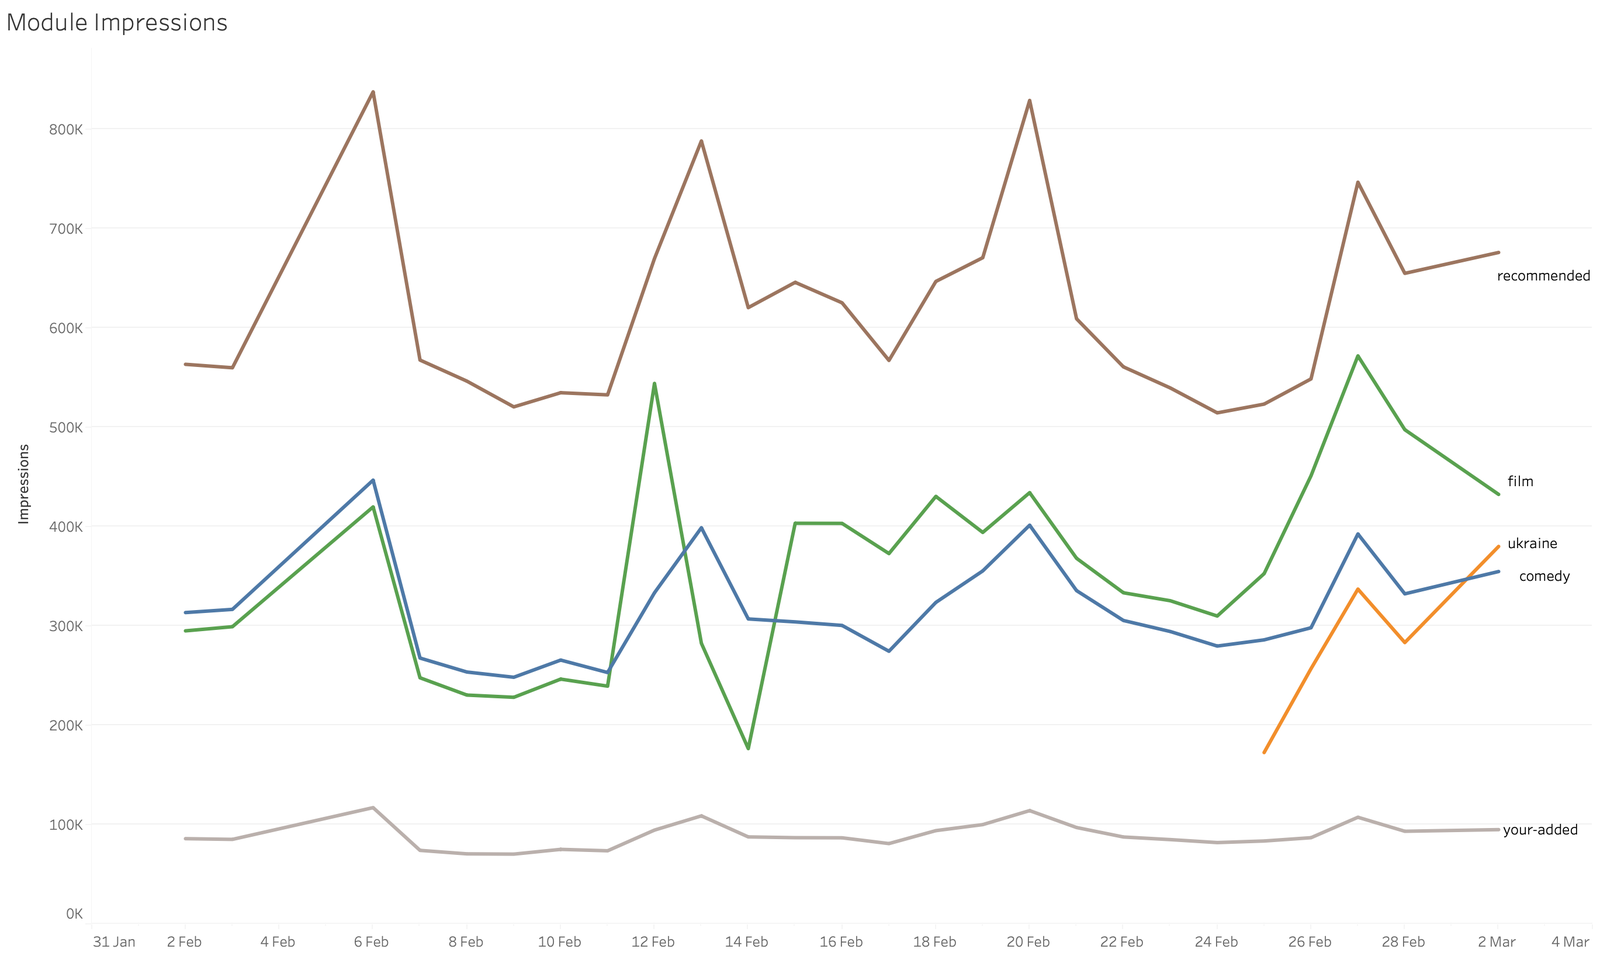 Module Impressions
800K
700K
600K
500K
400K
300K
200K
100K
0K
Impressions
recommended
film
ukraine
comedy
your-added
31 Jan 2 Feb 4 Feb 6 Feb 8 Feb 10 Feb 12 Feb 14 Feb 16 Feb 18 Feb 20 Feb 22 Feb 24 Feb 26 Feb 28 Feb 2 Mar 4 Mar